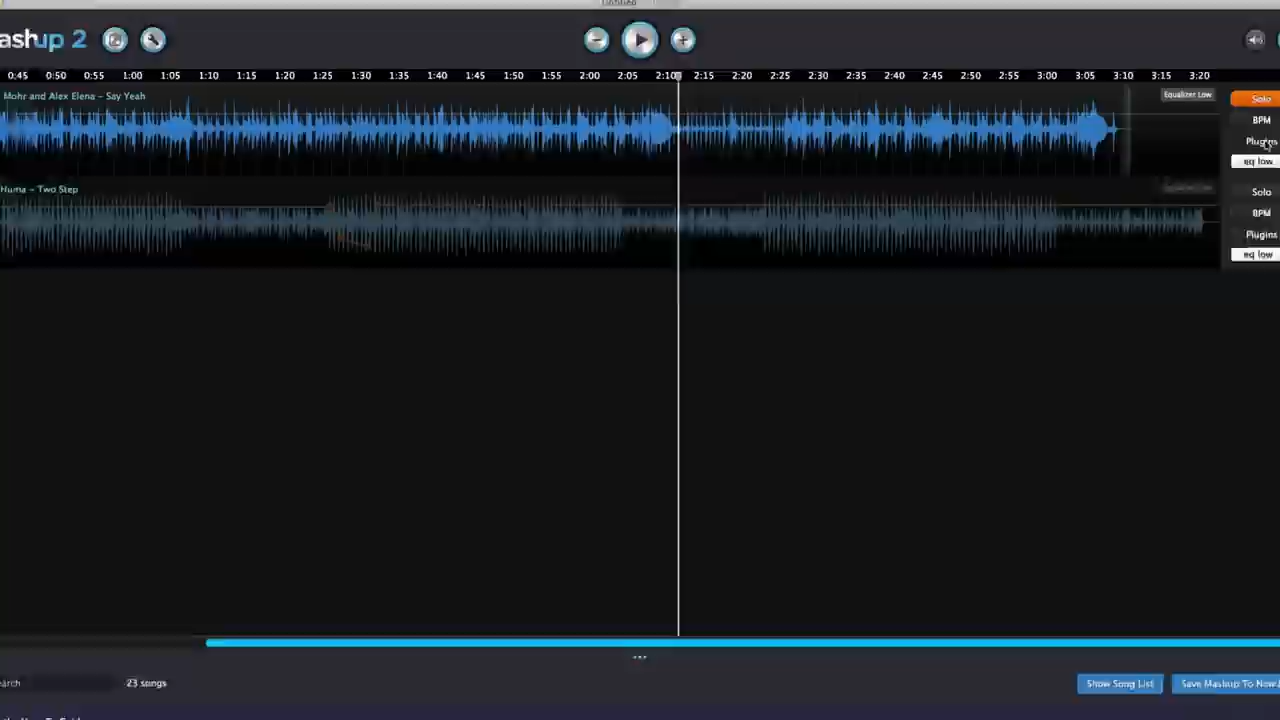 Untitled
ashup 2
0:45 0:50 0:55 1:00 1:05 1:10 1:15 1:20 1:25 1:30 1:35 1:40 1:45 1:50 1:55 2:00 2:05 2:10 2:15 2:20 2:25 2:30 2:35 2:40 2:45 2:50 2:55 3:00 3:05 3:10 3:15 3:20
Mohr and Alex Elena – Say Yeah
Equalizer Low
Solo
BPM
Plugins
eq low
Huma – Two Step
Solo
BPM
Plugins
eq low
...
arch
23 songs
Show Song List
Save Mashup To New